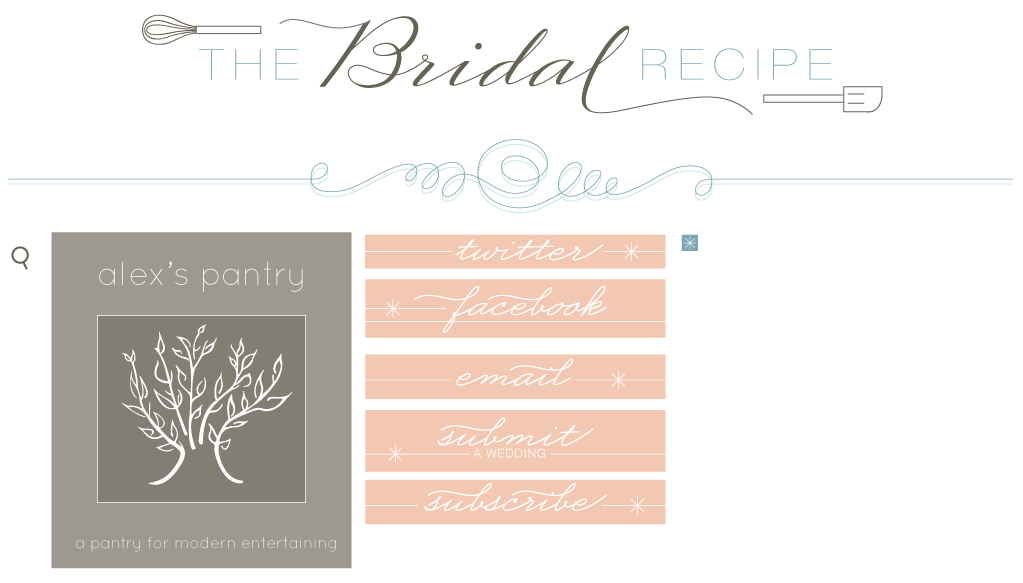 THE Bridal RECIPE
alex's pantry
a pantry for modern entertaining
twitter
facebook
email
submit
A WEDDING
subscribe